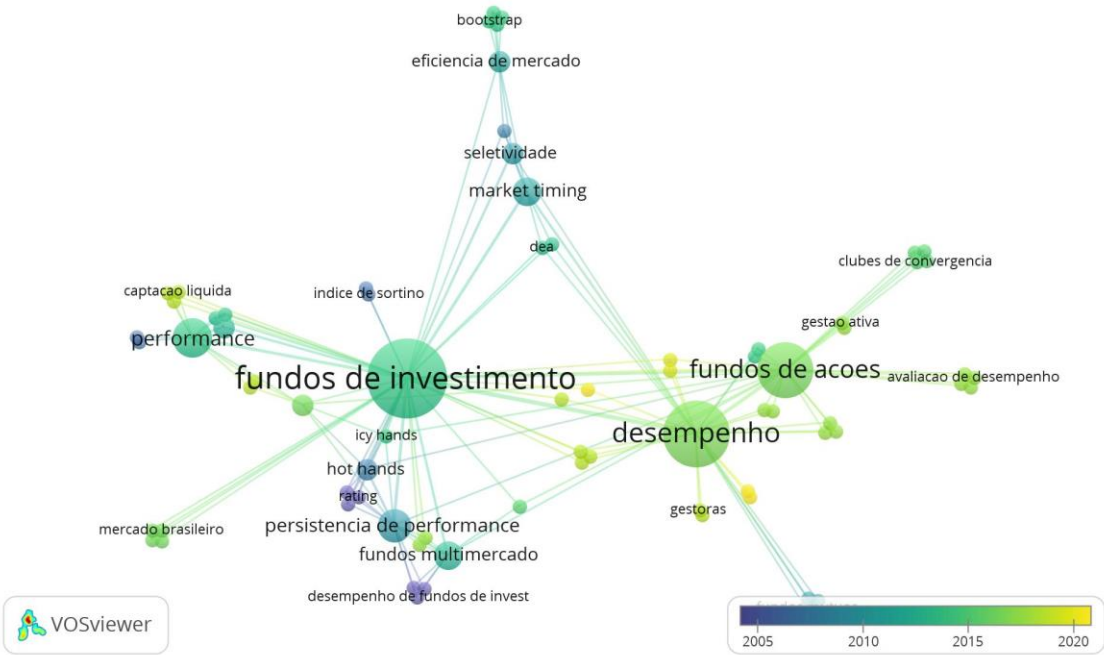 bootstrap
eficiencia de mercado
seletividade
market timing
dea
clubes de convergencia
captacao liquida
indice de sortino
gestao ativa
performance
fundos de investimento
fundos de acoes
avaliacao de desempenho
icy hands
desempenho
hot hands
rating
gestoras
mercado brasileiro
persistencia de performance
fundos multimercado
desempenho de fundos de invest
VOSviewer
2005
2010
2015
2020